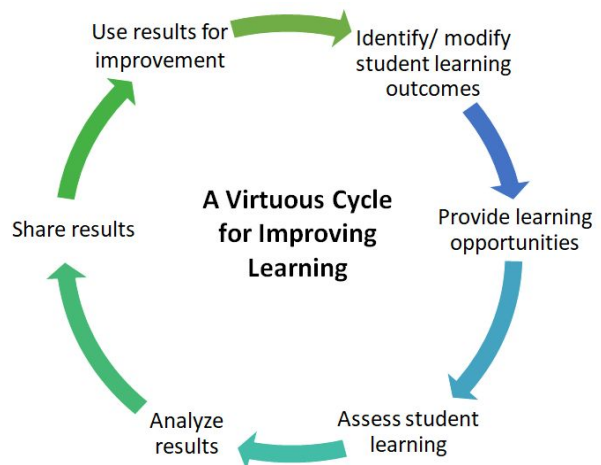 Use results for
improvement
Identify/ modify
student learning
outcomes
A Virtuous Cycle
for Improving
Learning
Share results
Provide learning
opportunities
Analyze
results
Assess student
learning